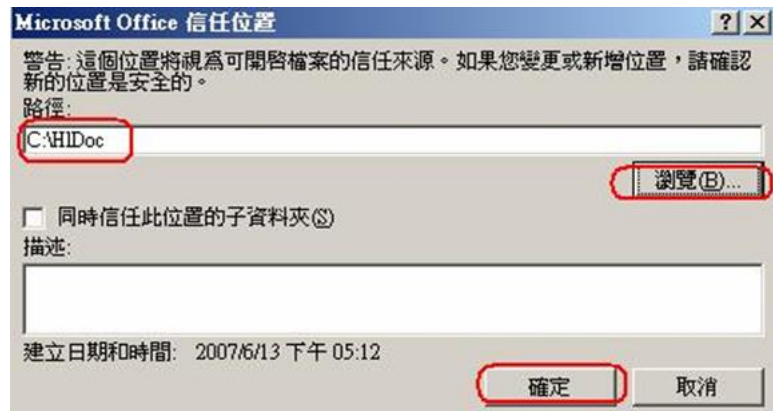 Microsoft Office 信任位置
警告: 這個位置將視為可開啓檔案的信任來源。如果您變更或新增位置，請確認
新的位置是安全的。
路徑:
C:\HIDoc
瀏覽(B)...
同時信任此位置的子資料夾(S)
描述:
建立日期和時間: 2007/6/13 下午 05:12
確定 取消